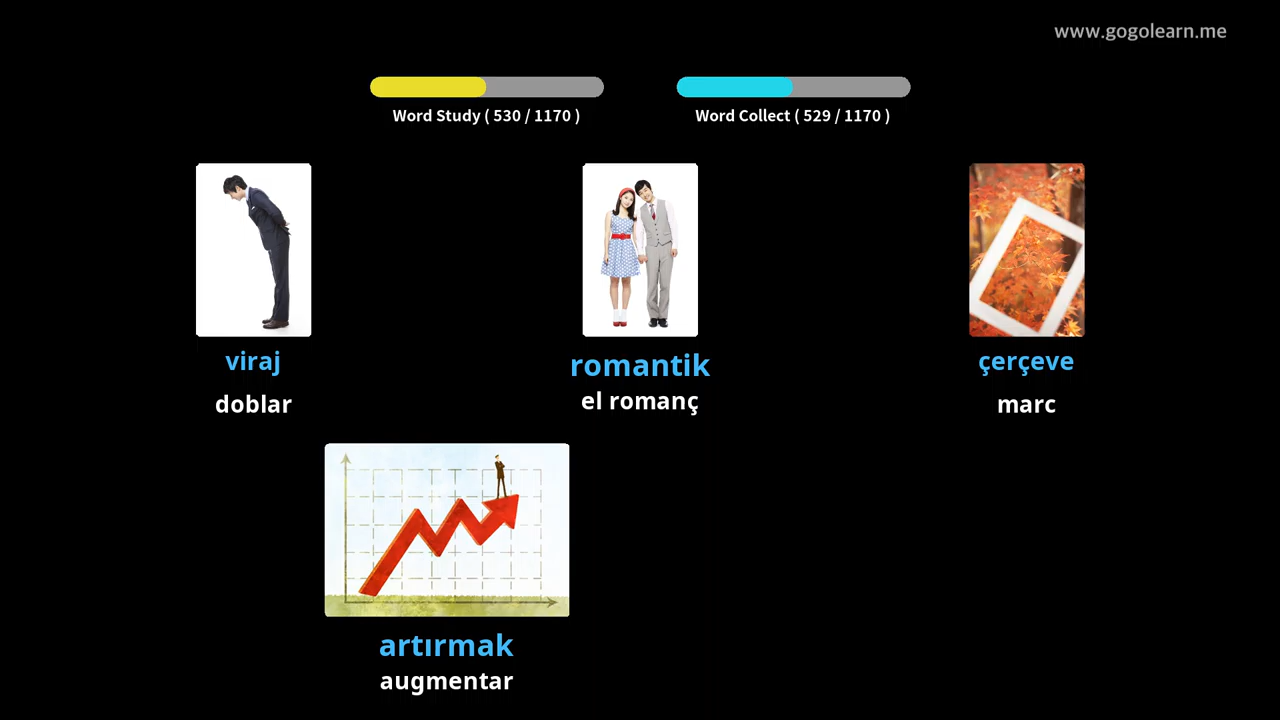 www.gogolearn.me
Word Study ( 530 / 1170 )
Word Collect ( 529 / 1170 )
viraj
doblar
romantik
el romanç
çerçeve
marc
artırmak
augmentar